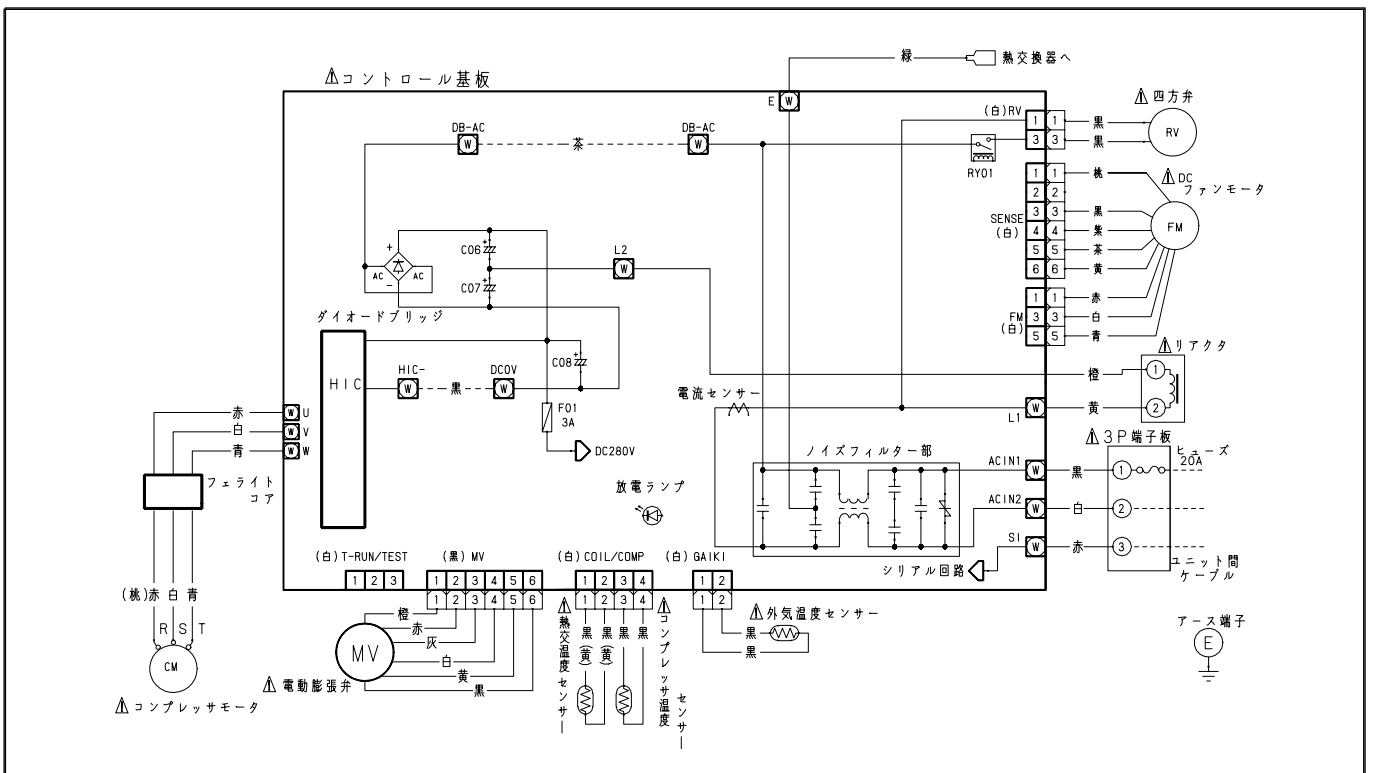 緑
熱交換器へ
⚠コントロール基板
E
W
(白)RV
1 1 黒
3 3 黒
⚠四方弁
RV
DB-AC
W
茶
DB-AC
W
RY01
⚠DC
ファンモータ
FM
SENSE
(白)
1 1 桃
2 2
3 3 黒
4 4 紫
5 5 茶
6 6 黄
FM
(白)
1 1 赤
3 3 白
5 5 青
+
AC AC
-
ダイオードブリッジ
+
C06
+
C07
L2
W
HIC
HIC-
W
黒
DC0V
W
+
C08
F01
3A
DC280V
電流センサー
橙
⚠リアクタ
1
2
W
L1
黄
赤 W U
白 W V
青 W W
フェライト
コア
放電ランプ
ノイズフィルター部
ACIN1 W 黒
ACIN2 W 白
SI W 赤
シリアル回路
⚠3P端子板
1
2
3
ヒューズ
20A
ユニット間
ケーブル
(白)T-RUN/TEST
1 2 3
(黒)MV
1 2 3 4 5 6
1 2 3 4 5 6
(白)COIL/COMP
1 2 3 4
1 2 3 4
(白)GAIKI
1 2
1 2
(桃)赤 白 青
R S T
CM
⚠コンプレッサモータ
橙
赤
灰
白
黄
黒
MV
⚠電動膨張弁
⚠熱交温度センサー
黒(黄)
黒(黄)
黒
黒
⚠コンプレッサ温度
センサー
⚠外気温度センサー
黒
黒
アース端子
E